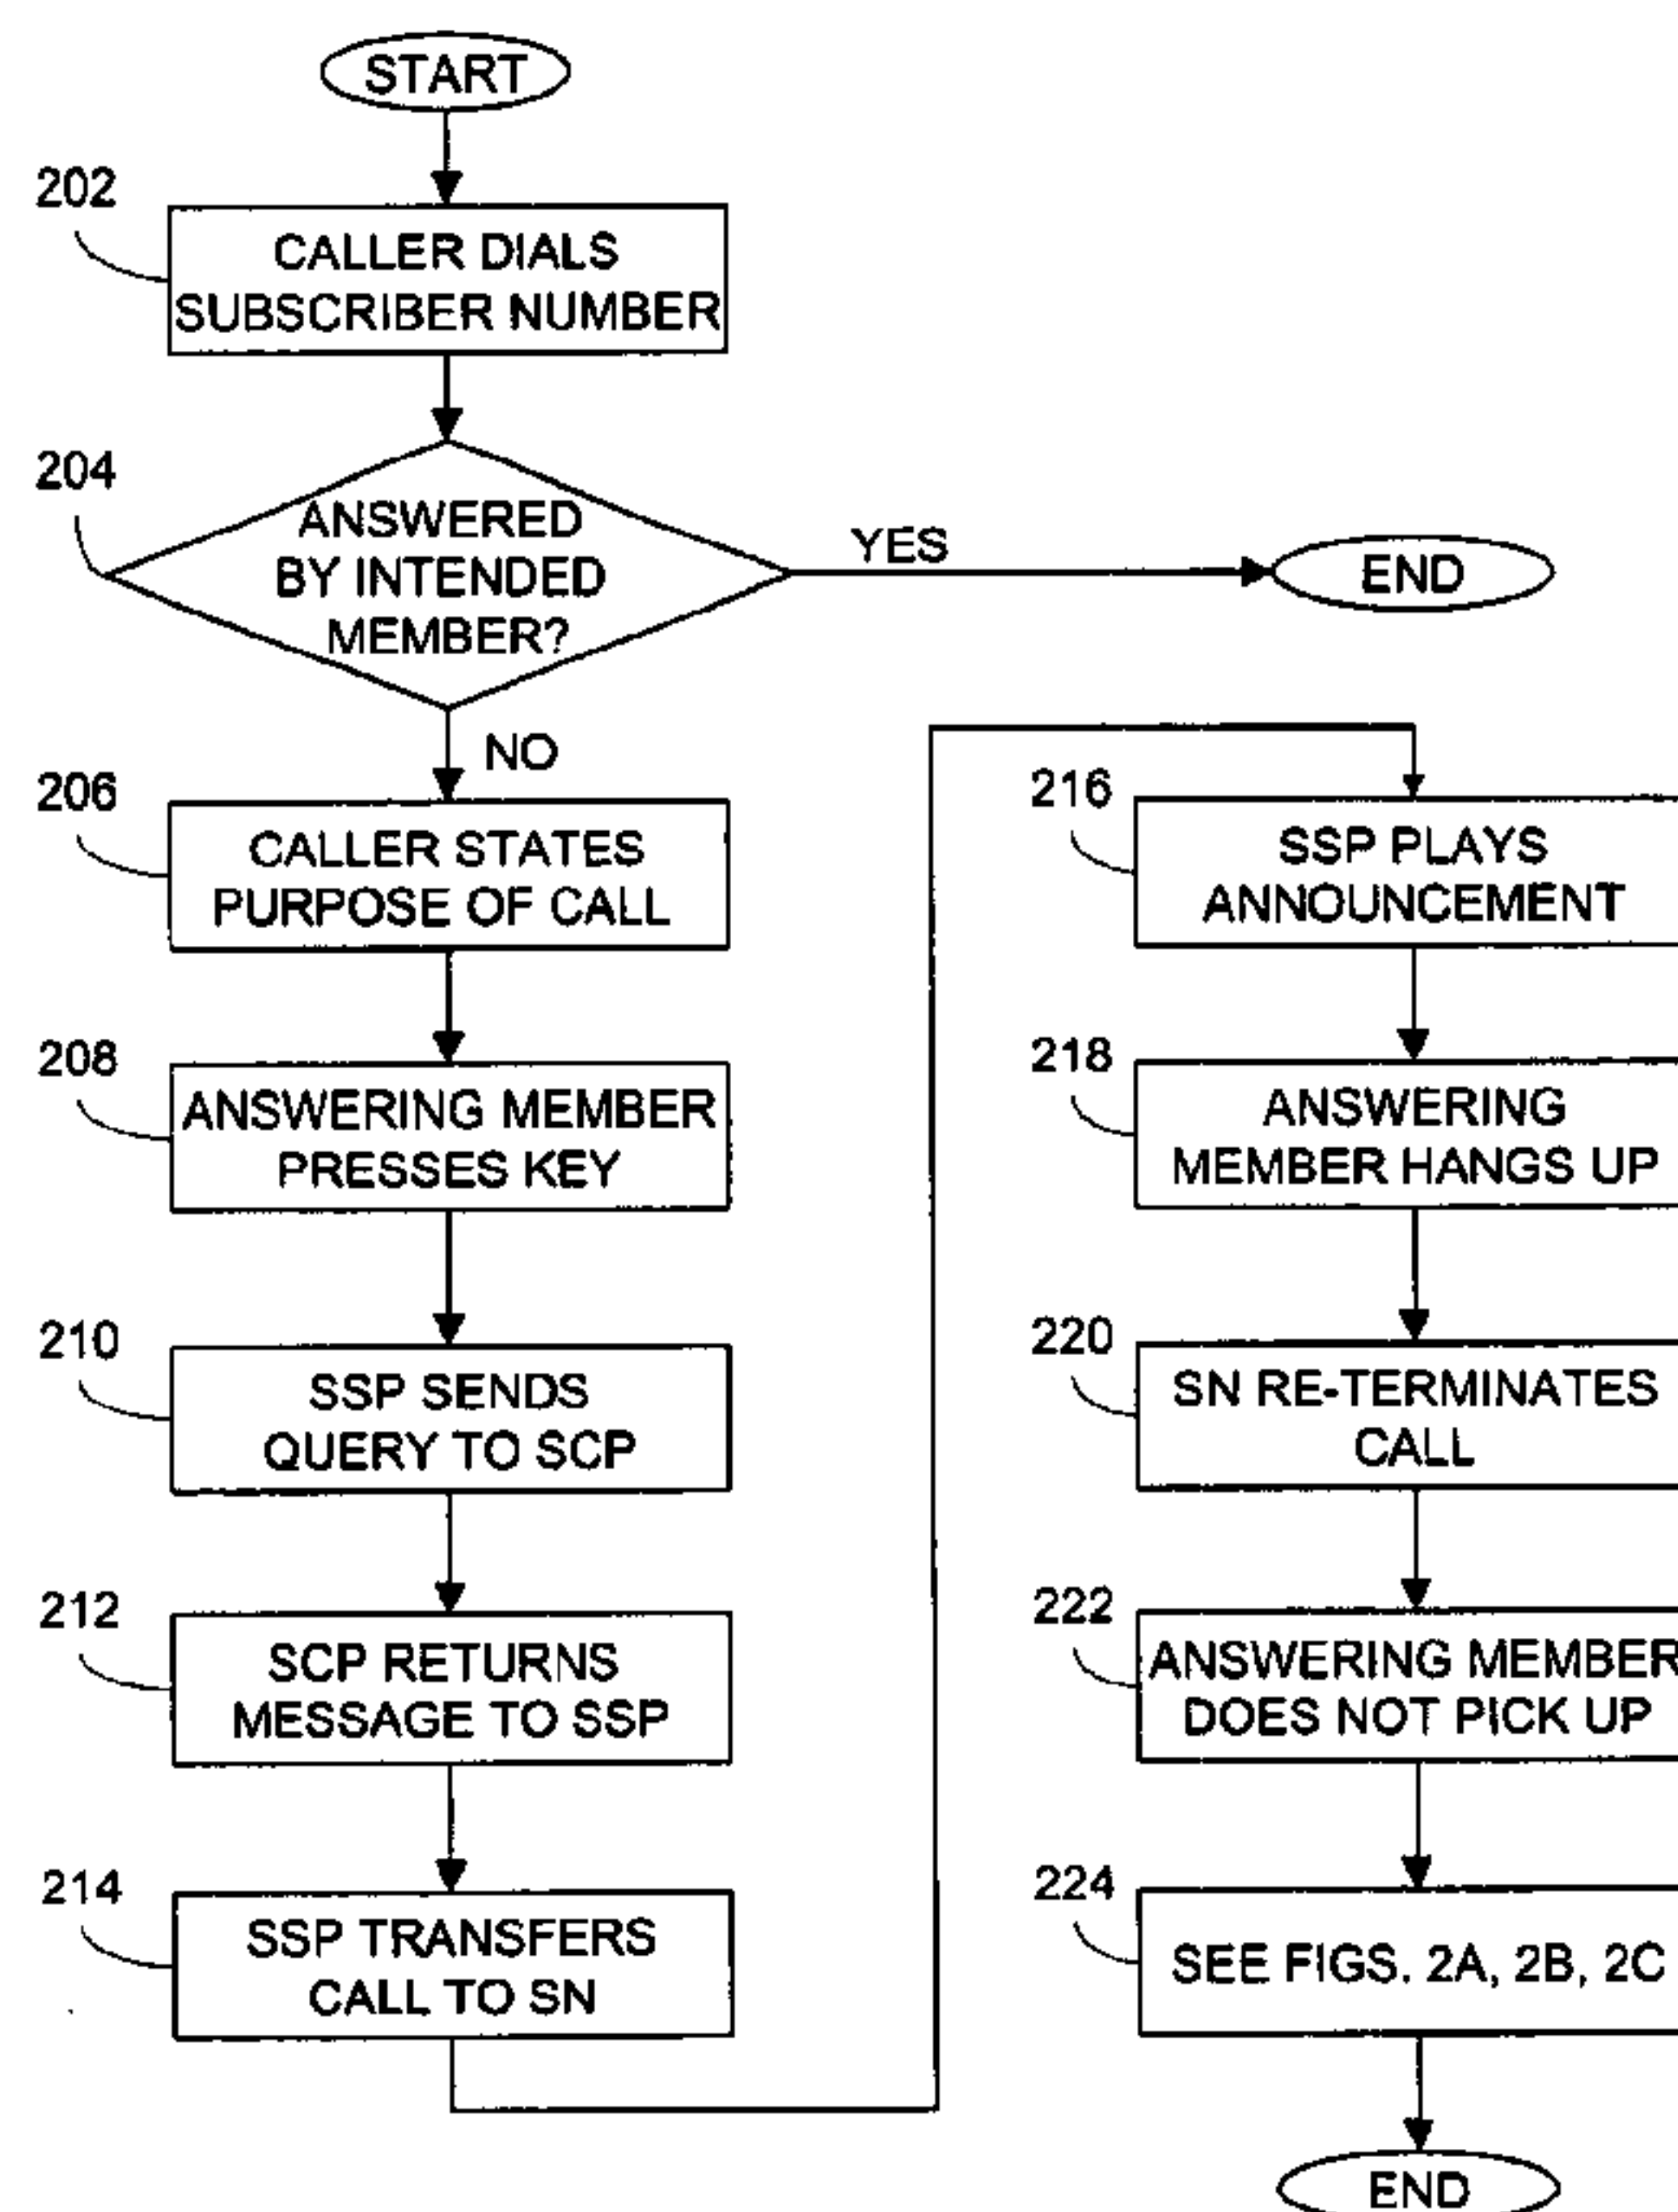 START
202
CALLER DIALS
SUBSCRIBER NUMBER
204
ANSWERED
BY INTENDED
MEMBER?
YES
END
NO
206
CALLER STATES
PURPOSE OF CALL
208
ANSWERING MEMBER
PRESSES KEY
210
SSP SENDS
QUERY TO SCP
212
SCP RETURNS
MESSAGE TO SSP
214
SSP TRANSFERS
CALL TO SN
216
SSP PLAYS
ANNOUNCEMENT
218
ANSWERING
MEMBER HANGS UP
220
SN RE-TERMINATES
CALL
222
ANSWERING MEMBER
DOES NOT PICK UP
224
SEE FIGS. 2A, 2B, 2C
END